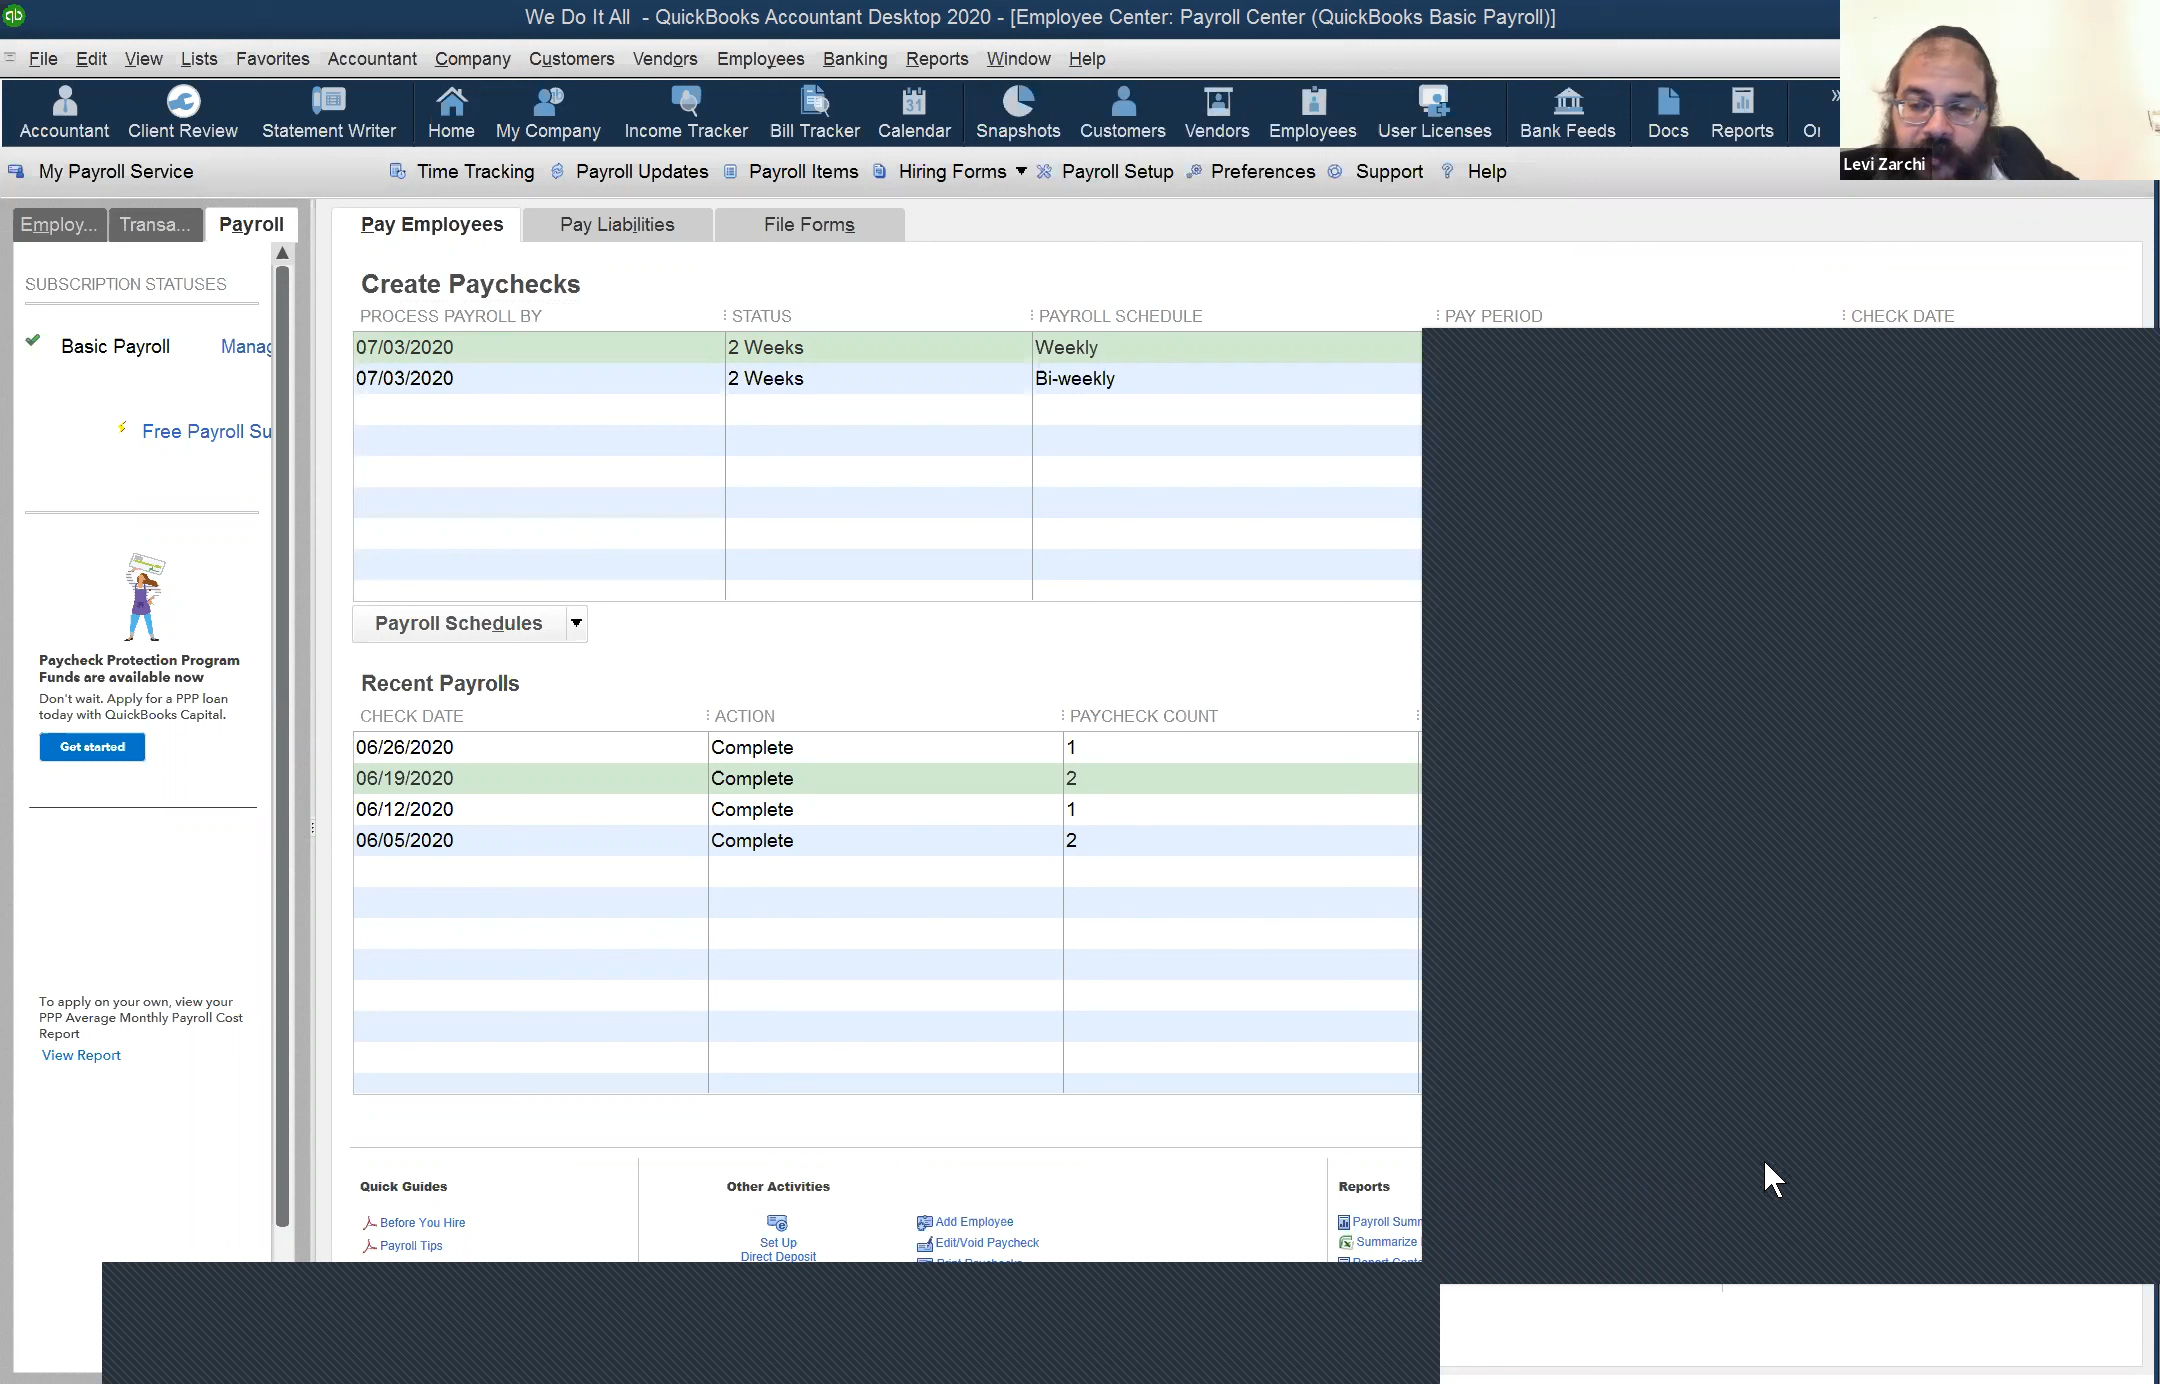 We Do It All - QuickBooks Accountant Desktop 2020 - [Employee Center: Payroll Center (QuickBooks Basic Payroll)]
File Edit View Lists Favorites Accountant Company Customers Vendors Employees Banking Reports Window Help
31
Accountant Client Review Statement Writer Home My Company Income Tracker Bill Tracker Calendar Snapshots Customers Vendors Employees User Licenses Bank Feeds Docs Reports
Levi Zarchi
My Payroll Service Time Tracking Payroll Updates Payroll Items Hiring Forms Payroll Setup Preferences Support Help
Employ... Transa... Payroll
Pay Employees Pay Liabilities File Forms
SUBSCRIPTION STATUSES
Basic Payroll Manag
Free Payroll Su
Paycheck Protection Program
Funds are available now
Don't wait. Apply for a PPP loan
today with QuickBooks Capital.
Get started
To apply on your own, view your
PPP Average Monthly Payroll Cost
Report
View Report
Create Paychecks
PROCESS PAYROLL BY STATUS PAYROLL SCHEDULE PAY PERIOD CHECK DATE
07/03/2020 2 Weeks Weekly
07/03/2020 2 Weeks Bi-weekly
Payroll Schedules
Recent Payrolls
CHECK DATE ACTION PAYCHECK COUNT
06/26/2020 Complete 1
06/19/2020 Complete 2
06/12/2020 Complete 1
06/05/2020 Complete 2
Quick Guides
Before You Hire
Payroll Tips
Other Activities
Set Up
Direct Deposit
Add Employee
Edit/Void Paycheck
Reports
Payroll Summ
Summarize